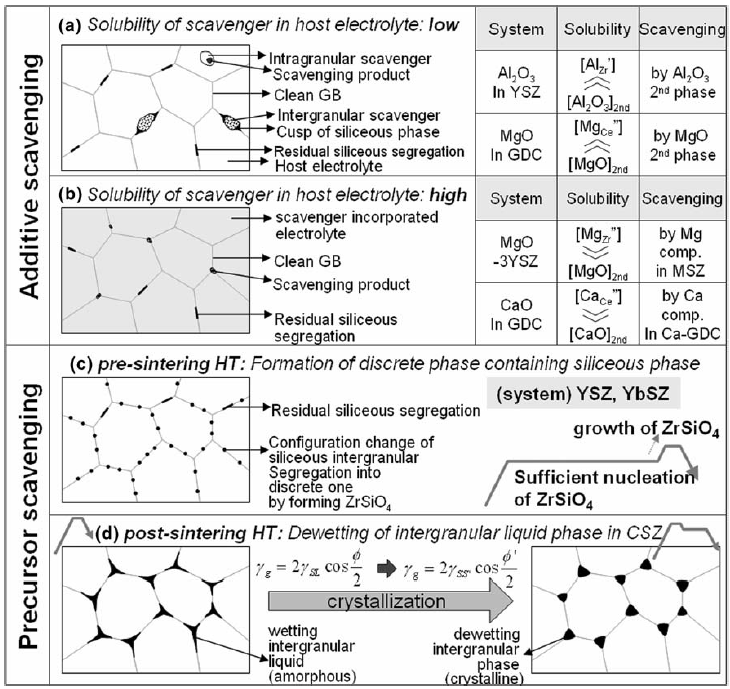 Additive scavenging
(a) Solubility of scavenger in host electrolyte: low
Intragranular scavenger
Scavenging product
Clean GB
Intergranular scavenger
Cusp of siliceous phase
Residual siliceous segregation
Host electrolyte
System Solubility Scavenging
Al₂O₃ In YSZ
[Al_Zr'] ︿︿ [Al₂O₃]2nd
by Al₂O₃ 2nd phase
MgO In GDC
[Mg_Ce''] ︿︿ [MgO]2nd
by MgO 2nd phase
(b) Solubility of scavenger in host electrolyte: high
scavenger incorporated
electrolyte
Clean GB
Scavenging product
Residual siliceous
segregation
System Solubility Scavenging
MgO -3YSZ
[Mg_Zr''] ﹀﹀ [MgO]2nd
by Mg comp. in MSZ
CaO In GDC
[Ca_Ce''] ﹀﹀ [CaO]2nd
by Ca comp. In Ca-GDC
Precursor scavenging
(c) pre-sintering HT: Formation of discrete phase containing siliceous phase
Residual siliceous segregation
Configuration change of
siliceous intergranular
Segregation into
discrete one
by forming ZrSiO₄
(system) YSZ, YbSZ
growth of ZrSiO₄
Sufficient nucleation
of ZrSiO₄
(d) post-sintering HT: Dewetting of intergranular liquid phase in CSZ
γg = 2γSL cos ϕ/2 → γg = 2γSS" cos ϕ'/2
crystallization
wetting
intergranular
liquid
(amorphous)
dewetting
intergranular
phase
(crystalline)